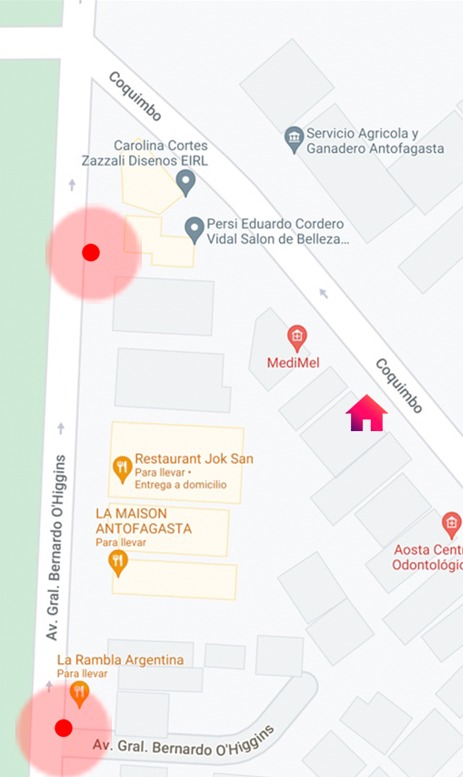 Coquimbo
Servicio Agricola y
Ganadero Antofagasta
Carolina Cortes
Zazzali Disenos EIRL
Persi Eduardo Cordero
Vidal Salon de Belleza...
MediMel
Coquimbo
Restaurant Jok San
Para llevar •
Entrega a domicilio
LA MAISON
ANTOFAGASTA
Para llevar
Aosta Cent
Odontológic
Av. Gral. Bernardo O'Higgins
La Rambla Argentina
Para llevar
Av. Gral. Bernardo O'Higgins